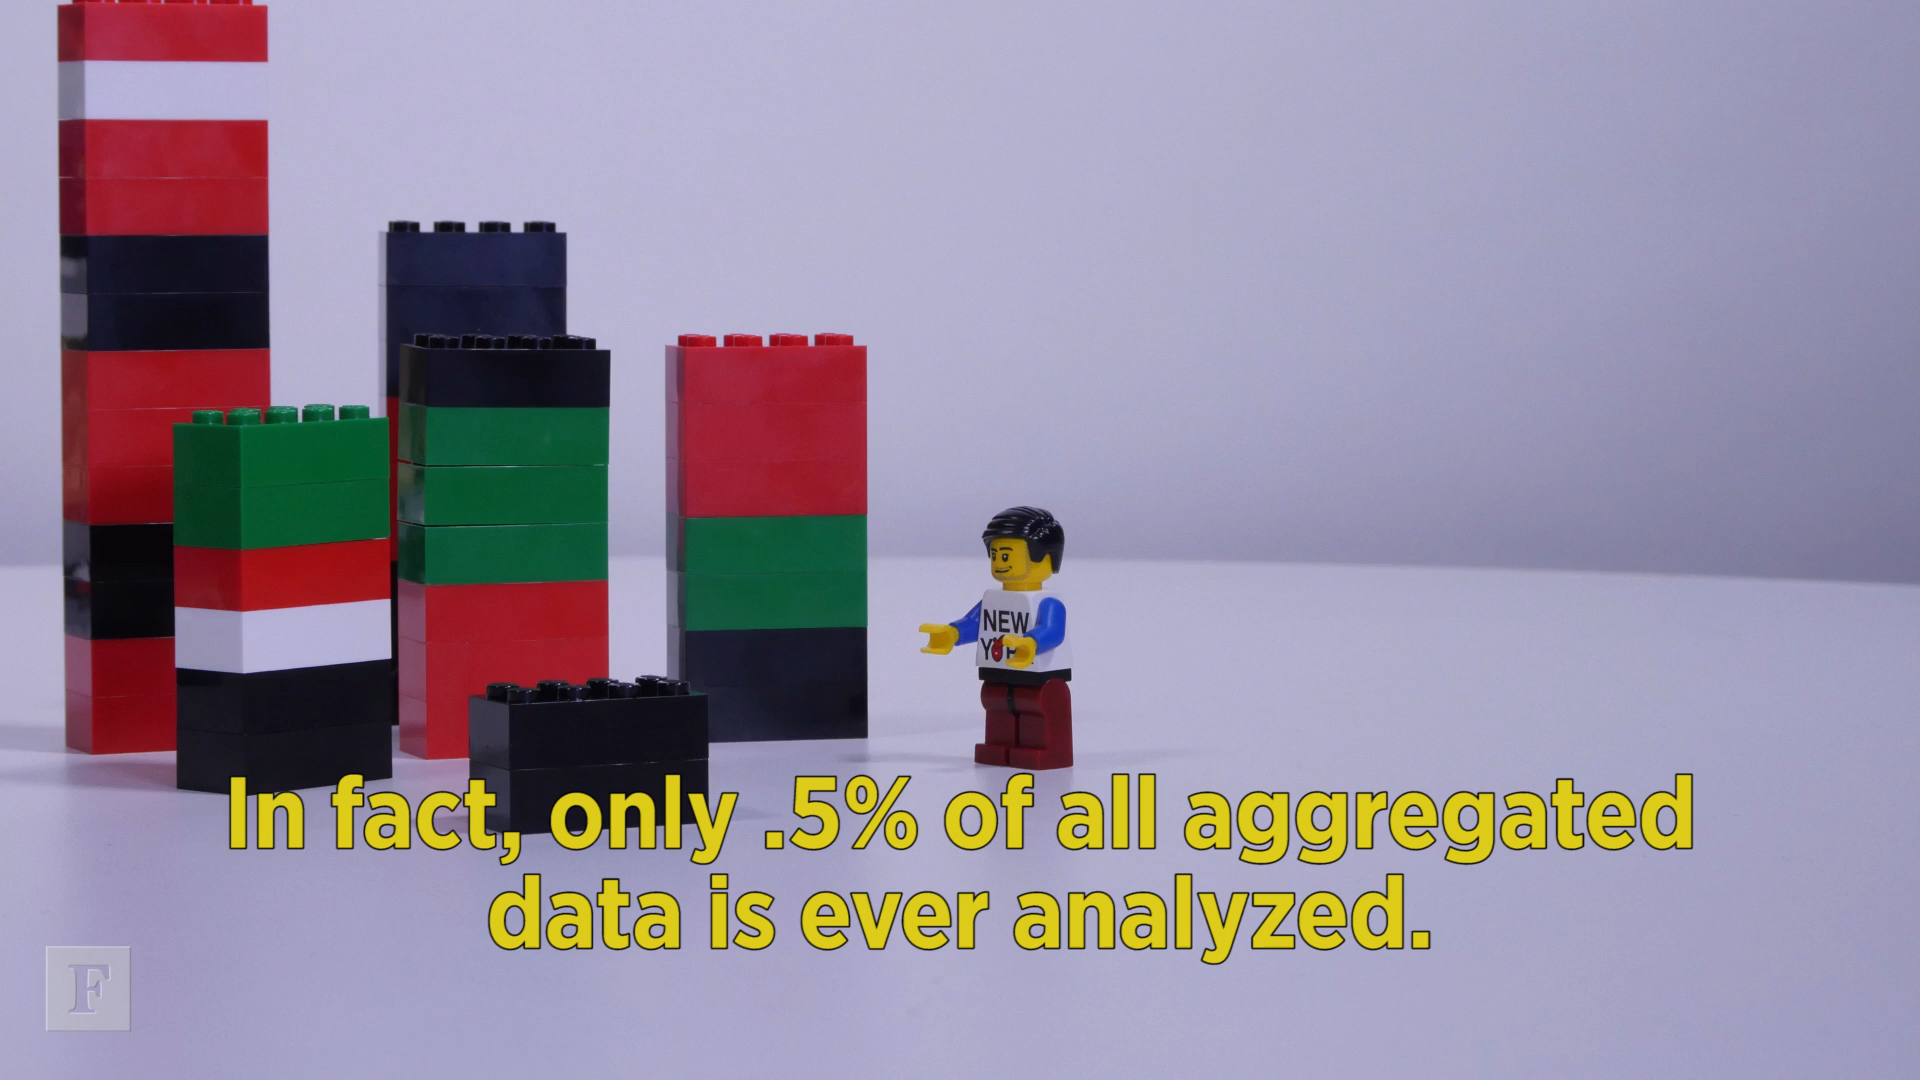 NEW
In fact, only .5% of all aggregated
data is ever analyzed.
F